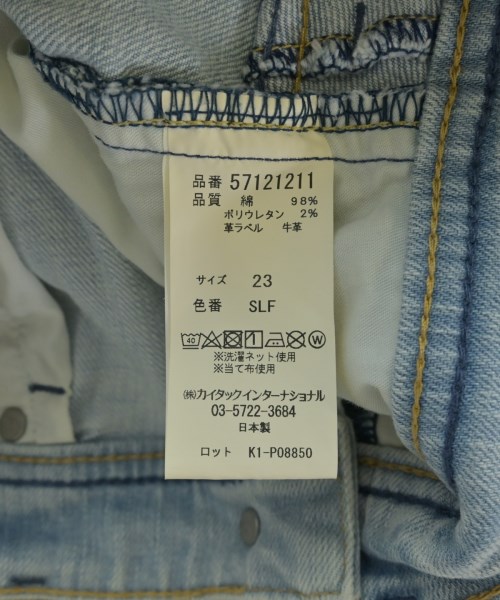 品番 57121211
品質 綿 98%
ポリウレタン 2%
革ラベル 牛革
サイズ 23
色番 SLF
40 W
※洗濯ネット使用
※当て布使用
㈱カイタックインターナショナル
03-5722-3684
日本製
ロット K1-P08850